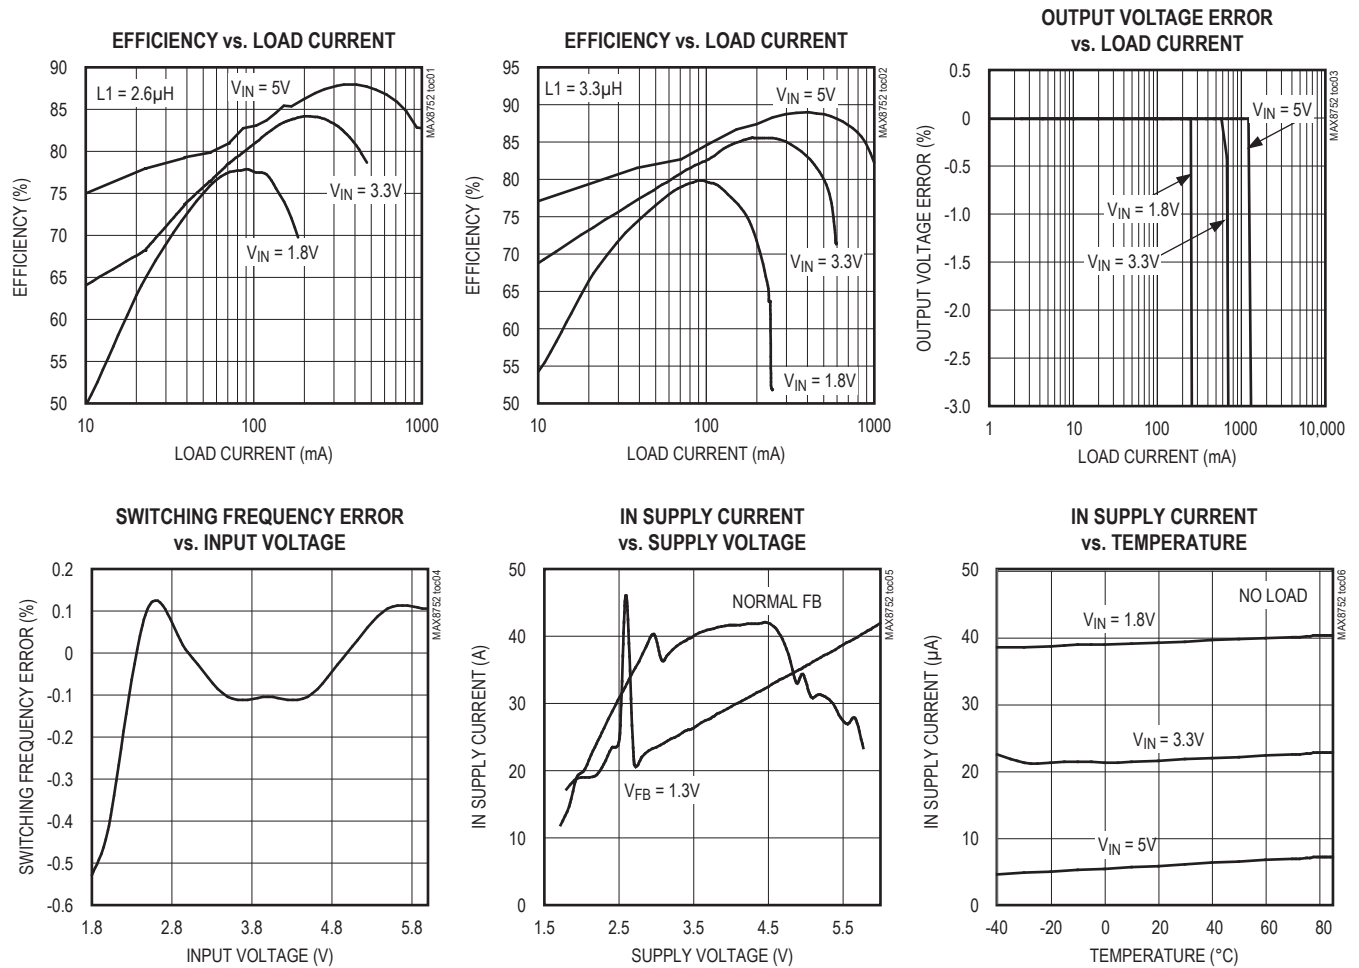 EFFICIENCY vs. LOAD CURRENT
90
85
80
75
70
65
60
55
50
EFFICIENCY (%)
L1 = 2.6µH
VIN = 5V
VIN = 3.3V
VIN = 1.8V
10
100
1000
LOAD CURRENT (mA)
MAX8752 toc01
EFFICIENCY vs. LOAD CURRENT
95
90
85
80
75
70
65
60
55
50
EFFICIENCY (%)
L1 = 3.3µH
VIN = 5V
VIN = 3.3V
VIN = 1.8V
10
100
1000
LOAD CURRENT (mA)
MAX8752 toc02
OUTPUT VOLTAGE ERROR
vs. LOAD CURRENT
0.5
0
-0.5
-1.0
-1.5
-2.0
-2.5
-3.0
OUTPUT VOLTAGE ERROR (%)
VIN = 5V
VIN = 1.8V
VIN = 3.3V
1
10
100
1000
10,000
LOAD CURRENT (mA)
MAX8752 toc03
SWITCHING FREQUENCY ERROR
vs. INPUT VOLTAGE
0.2
0.1
0
-0.1
-0.2
-0.3
-0.4
-0.5
-0.6
SWITCHING FREQUENCY ERROR (%)
1.8
2.8
3.8
4.8
5.8
INPUT VOLTAGE (V)
MAX8752 toc04
IN SUPPLY CURRENT
vs. SUPPLY VOLTAGE
50
40
30
20
10
0
IN SUPPLY CURRENT (A)
NORMAL FB
VFB = 1.3V
1.5
2.5
3.5
4.5
5.5
SUPPLY VOLTAGE (V)
MAX8752 toc05
IN SUPPLY CURRENT
vs. TEMPERATURE
50
40
30
20
10
0
IN SUPPLY CURRENT (µA)
NO LOAD
VIN = 1.8V
VIN = 3.3V
VIN = 5V
-40
-20
0
20
40
60
80
TEMPERATURE (°C)
MAX8752 toc06